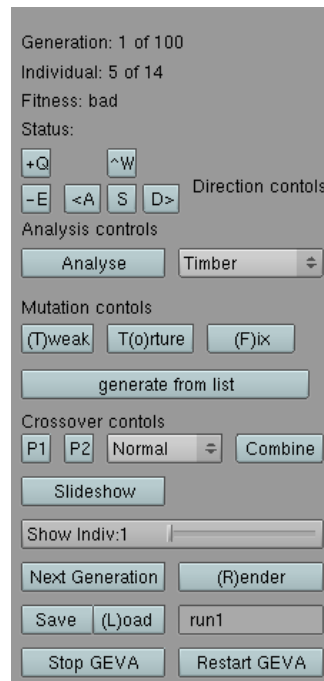 Generation: 1 of 100
Individual: 5 of 14
Fitness: bad
Status:
+Q ^W
-E <A S D> Direction contols
Analysis controls
Analyse Timber
Mutation contols
(T)weak T(o)rture (F)ix
generate from list
Crossover contols
P1 P2 Normal Combine
Slideshow
Show Indiv:1
Next Generation (R)ender
Save (L)oad run1
Stop GEVA Restart GEVA